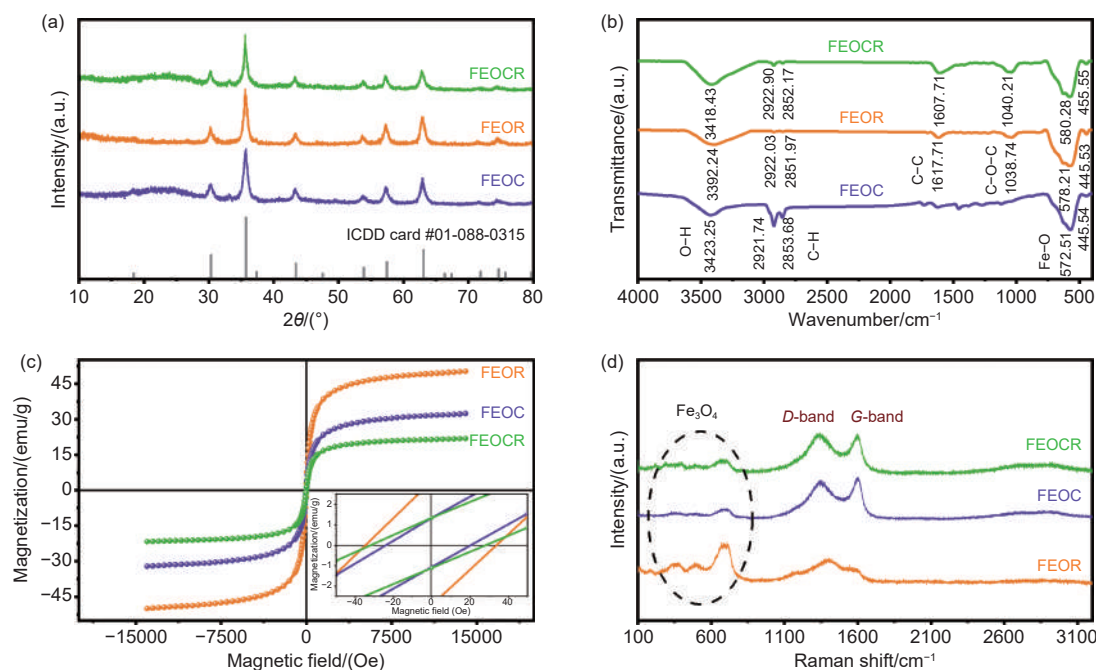 (a)
Intensity/(a.u.)
FEOCR
FEOR
FEOC
ICDD card #01-088-0315
10 20 30 40 50 60 70 80
2θ/(°)
(b)
Transmittance/(a.u.)
FEOCR
3418.43
2922.90
2852.17
1607.71
1040.21
580.28
455.55
FEOR
3392.24
2922.03
2851.97
C−C
1617.71
C−O−C
1038.74
578.21
445.53
FEOC
O−H
3423.25
2921.74
2853.68
C−H
Fe−O
572.51
445.54
4000 3500 3000 2500 2000 1500 1000 500
Wavenumber/cm⁻¹
(c)
Magnetization/(emu/g)
45
30
15
0
−15
−30
−45
FEOR
FEOC
FEOCR
Magnetization/(emu/g)
2
1
0
−1
−2
−40 −20 0 20 40
Magnetic field (Oe)
−15000 −7500 0 7500 15000
Magnetic field/(Oe)
(d)
Intensity/(a.u.)
Fe₃O₄
D-band
G-band
FEOCR
FEOC
FEOR
100 600 1100 1600 2100 2600 3100
Raman shift/cm⁻¹